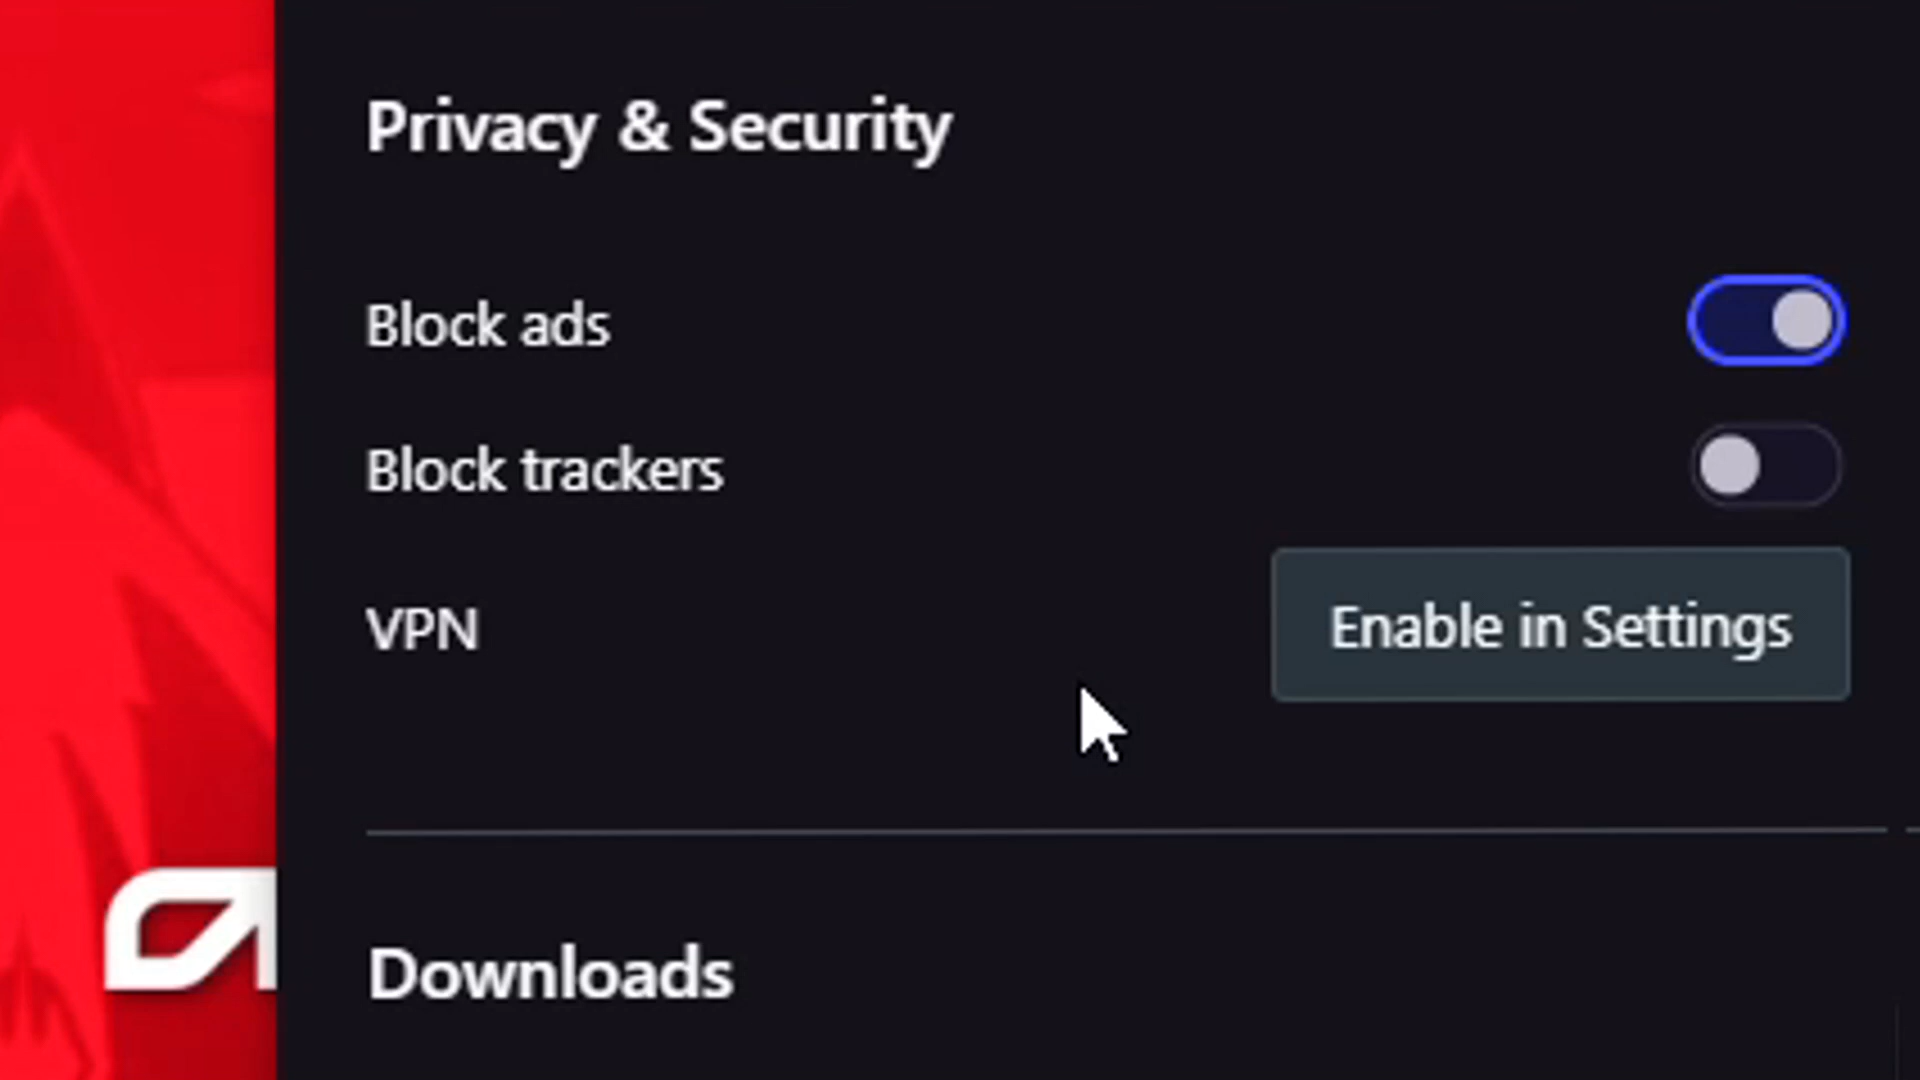 Privacy & Security
Block ads
Block trackers
VPN
Enable in Settings
Downloads